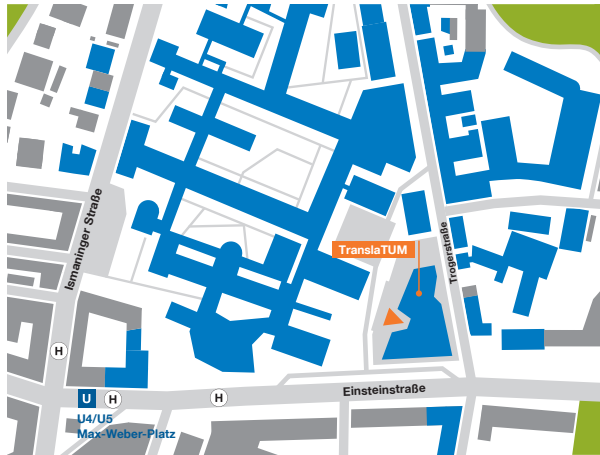 Ismaninger Straße
TranslaTUM
Trogerstraße
H
Einsteinstraße
U
H
H
U4/U5
Max-Weber-Platz